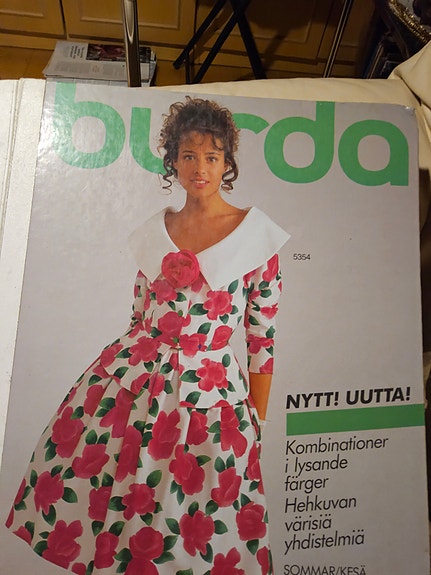 burda
5354
NYTT! UUTTA!
Kombinationer
i lysande
färger
Hehkuvan
värisiä
yhdistelmiä
SOMMAR/KESÄ